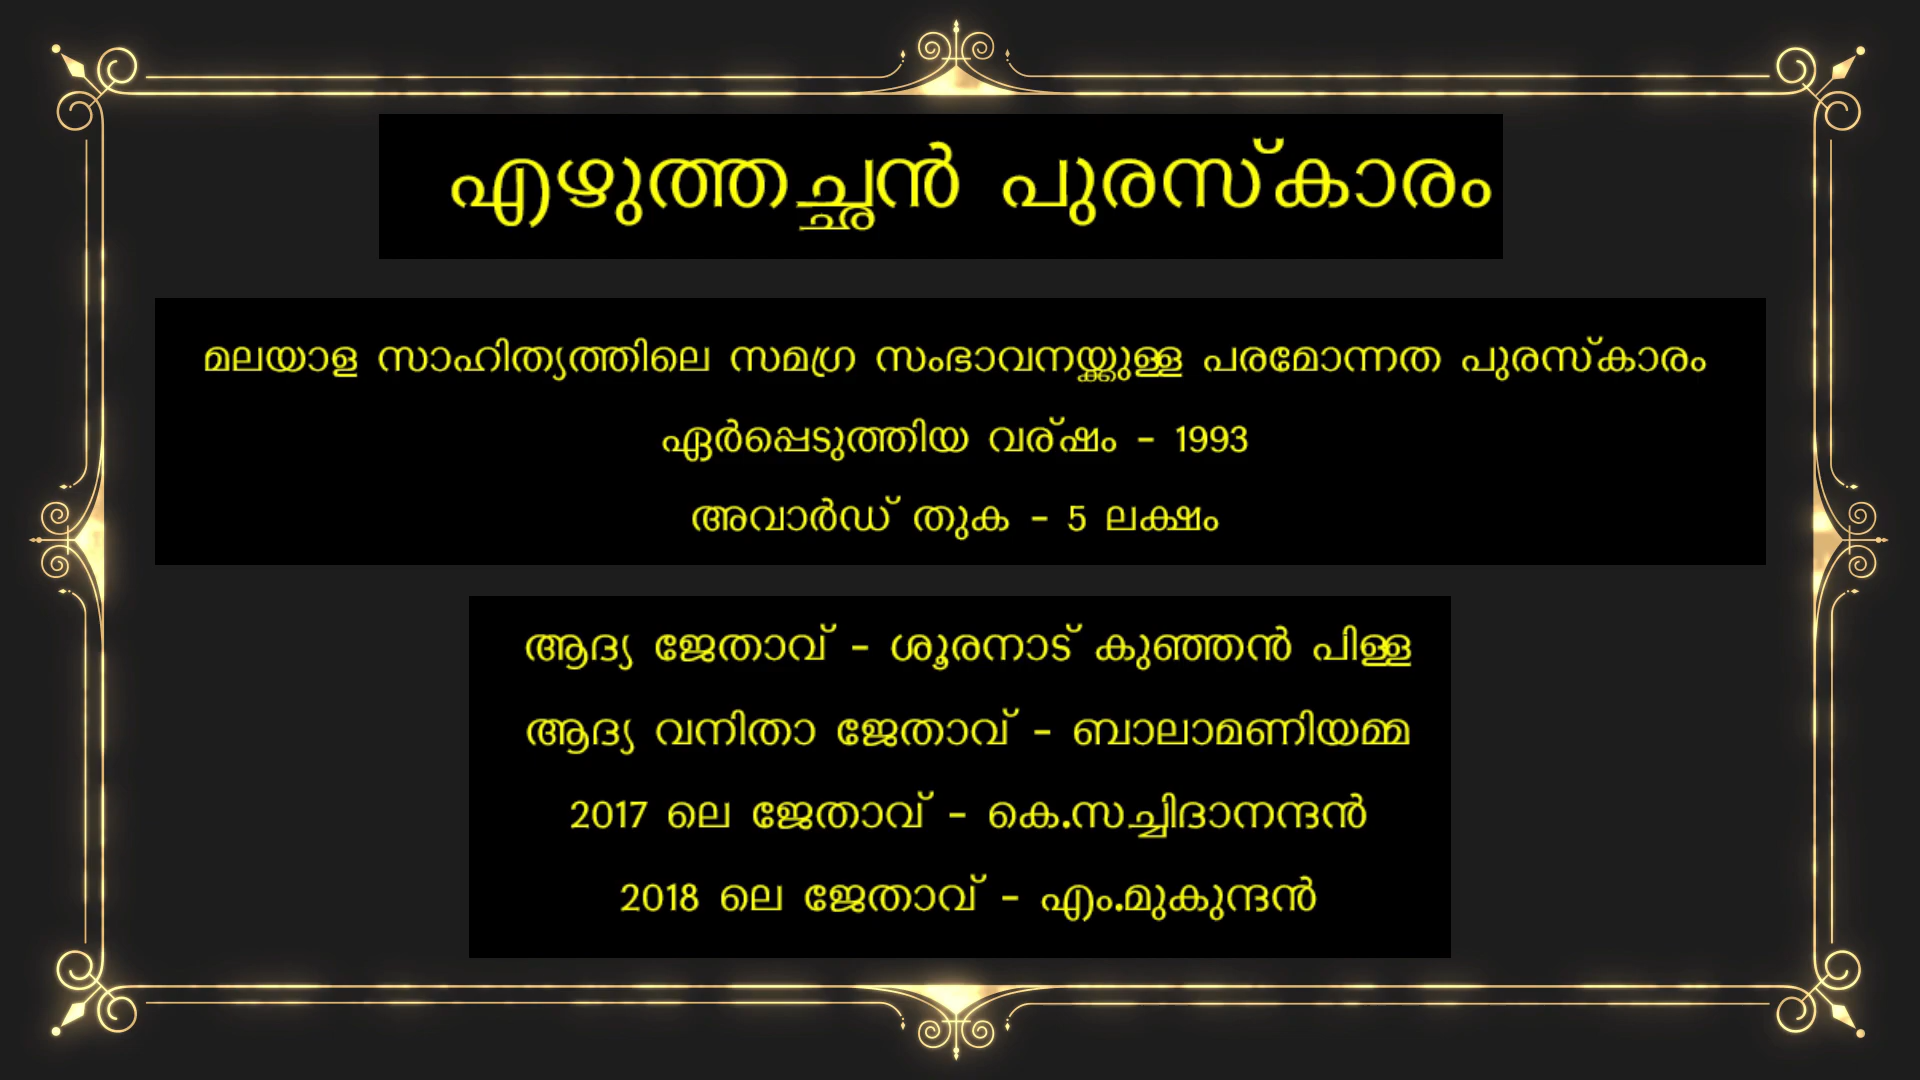 എഴുത്തച്ഛൻ പുരസ്കാരം
മലയാള സാഹിത്യത്തിലെ സമഗ്ര സംഭാവനയ്ക്കുള്ള പരമോന്നത പുരസ്കാരം
ഏർപ്പെടുത്തിയ വര്ഷം - 1993
അവാർഡ് തുക - 5 ലക്ഷം
ആദ്യ ജേതാവ് - ശൂരനാട് കുഞ്ഞൻ പിള്ള
ആദ്യ വനിതാ ജേതാവ് - ബാലാമണിയമ്മ
2017 ലെ ജേതാവ് - കെ.സച്ചിദാനന്ദൻ
2018 ലെ ജേതാവ് - എം.മുകുന്ദൻ